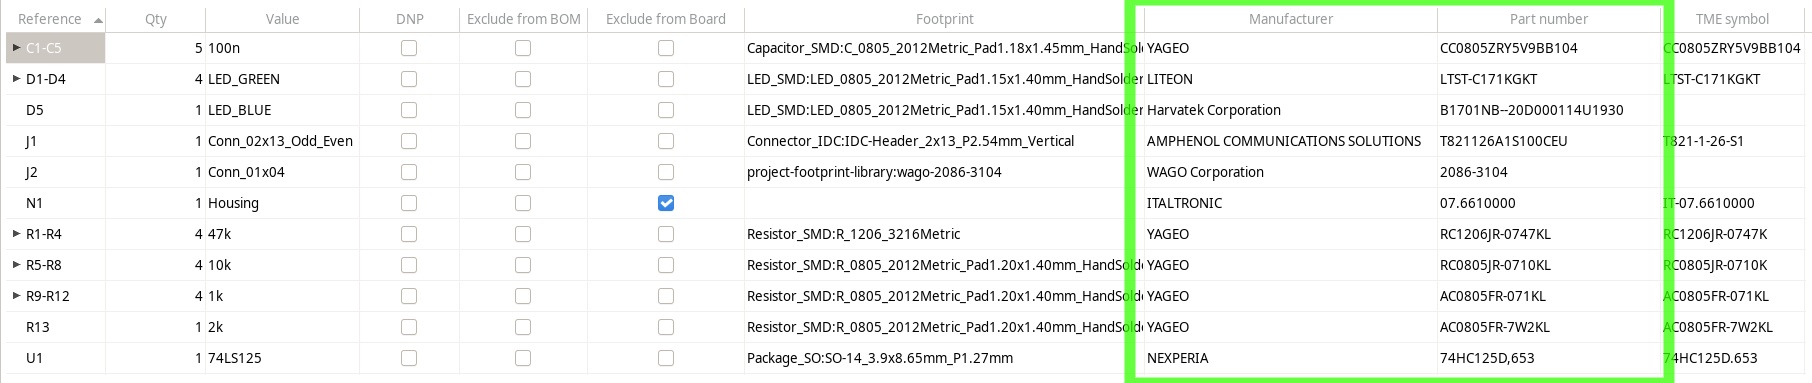 Reference Qty Value DNP Exclude from BOM Exclude from Board Footprint Manufacturer Part number TME symbol
C1-C5 5 100n Capacitor_SMD:C_0805_2012Metric_Pad1.18x1.45mm_HandSol YAGEO CC0805ZRY5V9BB104 CC0805ZRY5V9BB104
D1-D4 4 LED_GREEN LED_SMD:LED_0805_2012Metric_Pad1.15x1.40mm_HandSolder LITEON LTST-C171KGKT LTST-C171KGKT
D5 1 LED_BLUE LED_SMD:LED_0805_2012Metric_Pad1.15x1.40mm_HandSolder Harvatek Corporation B1701NB--20D000114U1930
J1 1 Conn_02x13_Odd_Even Connector_IDC:IDC-Header_2x13_P2.54mm_Vertical AMPHENOL COMMUNICATIONS SOLUTIONS T821126A1S100CEU T821-1-26-S1
J2 1 Conn_01x04 project-footprint-library:wago-2086-3104 WAGO Corporation 2086-3104
N1 1 Housing ITALTRONIC 07.6610000 IT-07.6610000
R1-R4 4 47k Resistor_SMD:R_1206_3216Metric YAGEO RC1206JR-0747KL RC1206JR-0747K
R5-R8 4 10k Resistor_SMD:R_0805_2012Metric_Pad1.20x1.40mm_HandSold YAGEO RC0805JR-0710KL RC0805JR-0710K
R9-R12 4 1k Resistor_SMD:R_0805_2012Metric_Pad1.20x1.40mm_HandSold YAGEO AC0805FR-071KL AC0805FR-071KL
R13 1 2k Resistor_SMD:R_0805_2012Metric_Pad1.20x1.40mm_HandSold YAGEO AC0805FR-7W2KL AC0805FR-7W2KL
U1 1 74LS125 Package_SO:SO-14_3.9x8.65mm_P1.27mm NEXPERIA 74HC125D,653 74HC125D.653